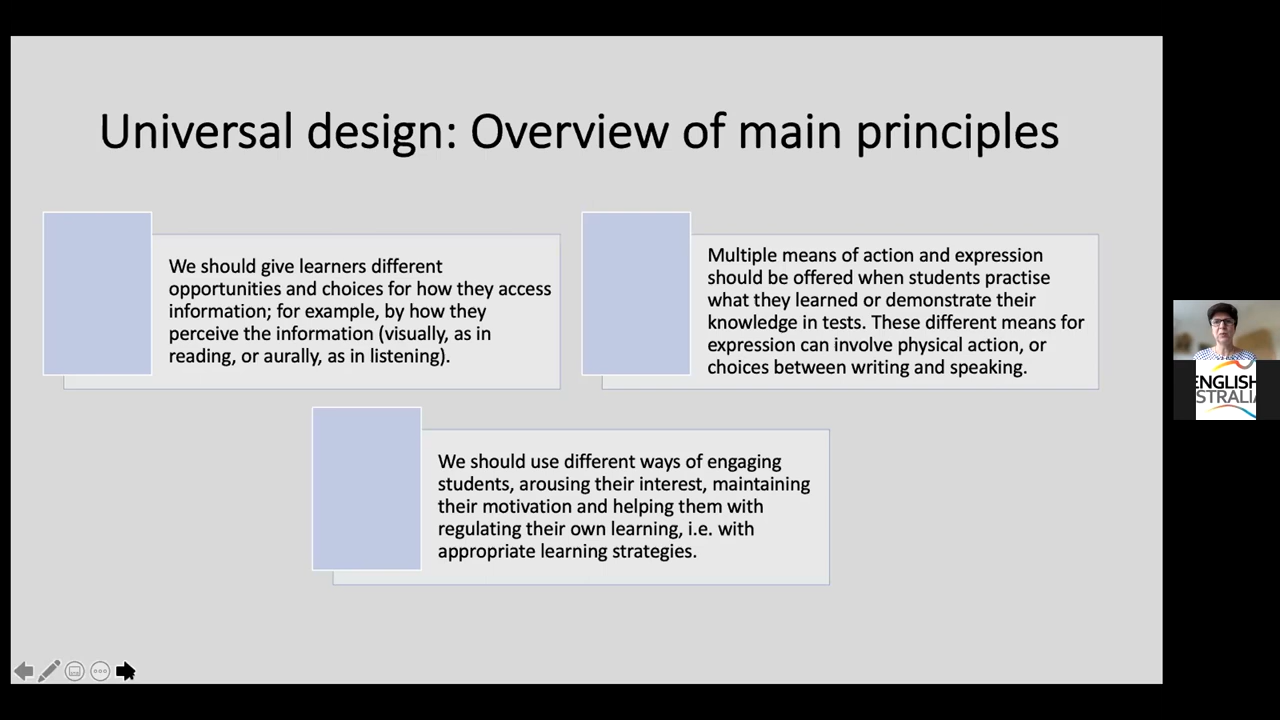 Universal design: Overview of main principles
We should give learners different
opportunities and choices for how they access
information; for example, by how they
perceive the information (visually, as in
reading, or aurally, as in listening).
Multiple means of action and expression
should be offered when students practise
what they learned or demonstrate their
knowledge in tests. These different means for
expression can involve physical action, or
choices between writing and speaking.
We should use different ways of engaging
students, arousing their interest, maintaining
their motivation and helping them with
regulating their own learning, i.e. with
appropriate learning strategies.
ENGLISH
STRALIA